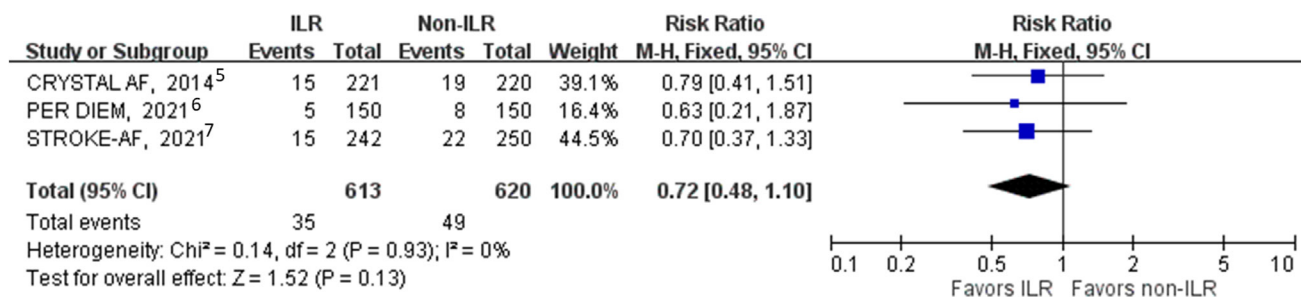 ILR Non-ILR Risk Ratio Risk Ratio
Study or Subgroup Events Total Events Total Weight M-H, Fixed, 95% CI M-H, Fixed, 95% CI
CRYSTAL AF, 2014⁵ 15 221 19 220 39.1% 0.79 [0.41, 1.51]
PER DIEM, 2021⁶ 5 150 8 150 16.4% 0.63 [0.21, 1.87]
STROKE-AF, 2021⁷ 15 242 22 250 44.5% 0.70 [0.37, 1.33]
Total (95% CI) 613 620 100.0% 0.72 [0.48, 1.10]
Total events 35 49
Heterogeneity: Chi² = 0.14, df = 2 (P = 0.93); I² = 0%
Test for overall effect: Z = 1.52 (P = 0.13)
0.1 0.2 0.5 1 2 5 10
Favors ILR Favors non-ILR